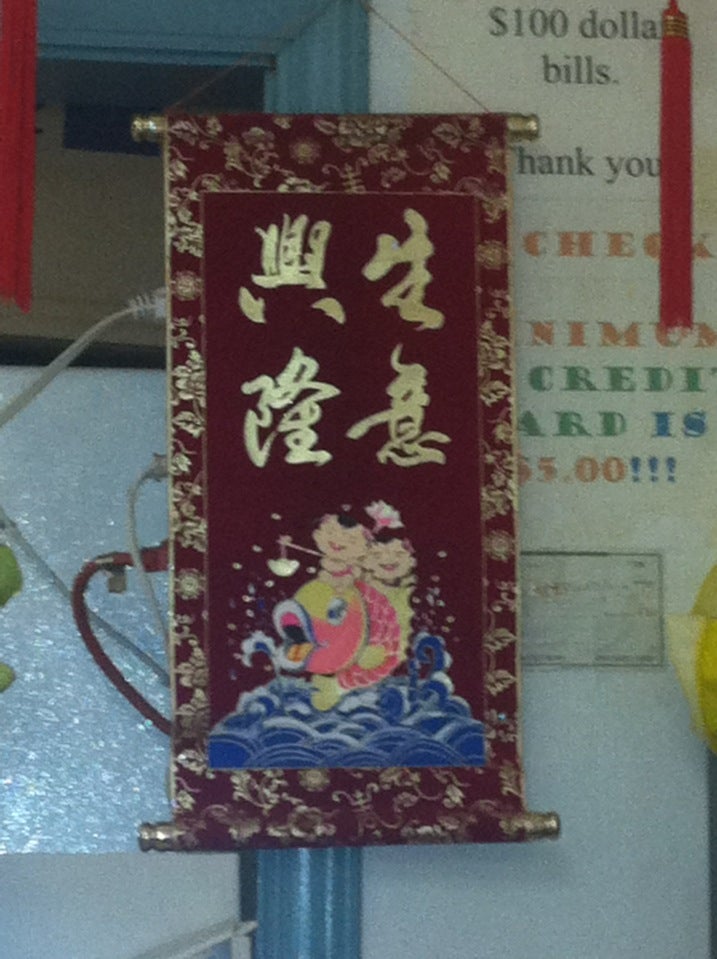 生意
興隆
$100 dolla
bills.
hank you
CHECK
NIMUM
CREDIT
ARD IS
$5.00!!!